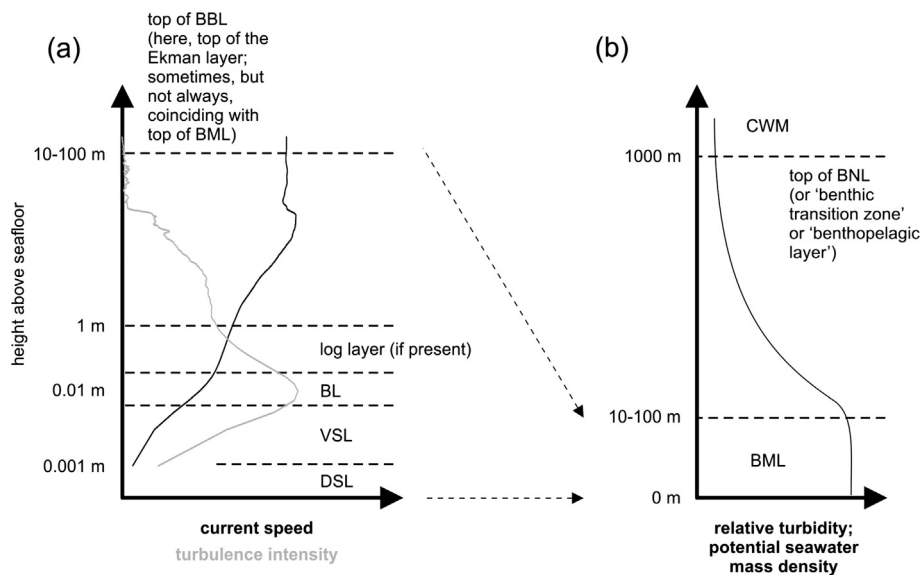 (a)
top of BBL
(here, top of the
Ekman layer;
sometimes, but
not always,
coinciding with
top of BML)
10-100 m
1 m
0.01 m
0.001 m
height above seafloor
log layer (if present)
BL
VSL
DSL
current speed
turbulence intensity
(b)
CWM
1000 m
top of BNL
(or ‘benthic
transition zone’
or ‘benthopelagic
layer’)
10-100 m
BML
0 m
relative turbidity;
potential seawater
mass density